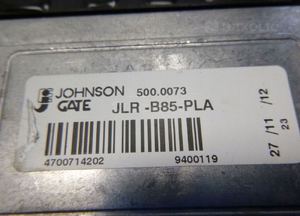 JOHNSON 500.0073
GATE JLR -B85-PLA
4700714202 9400119
27 / 11 / 12
23